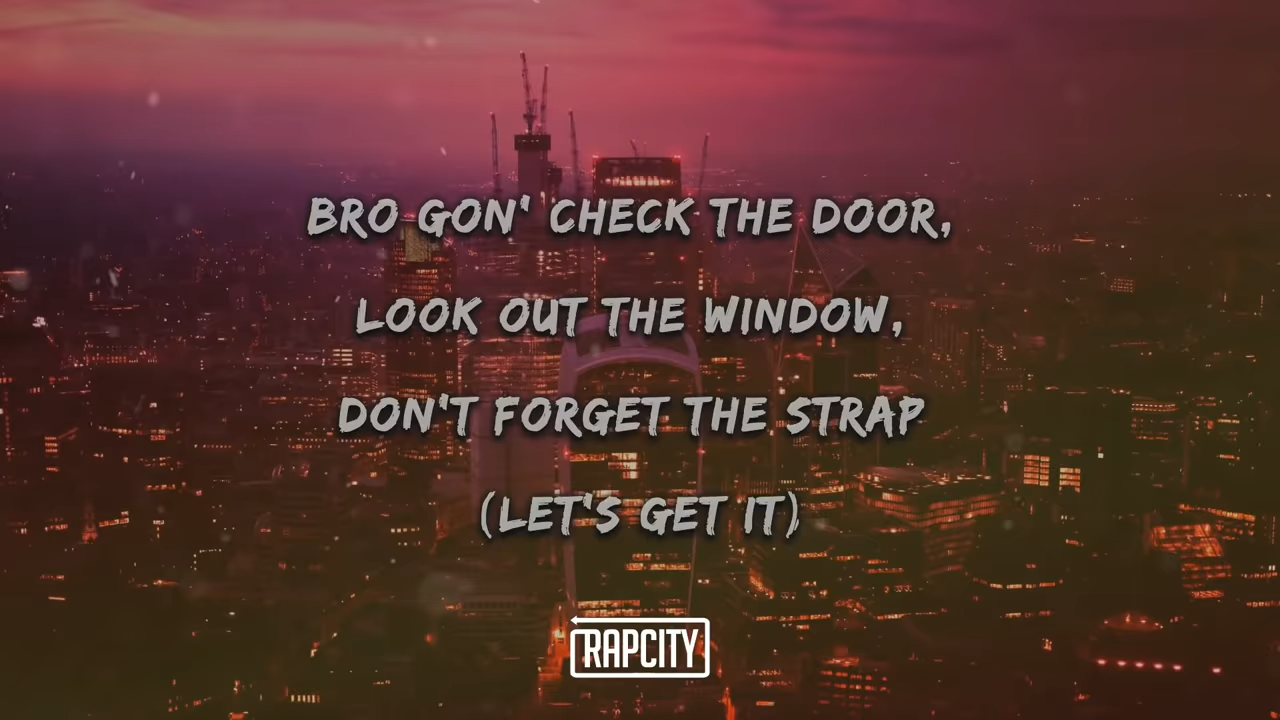 BRO GON' CHECK THE DOOR,
LOOK OUT THE WINDOW,
DON'T FORGET THE STRAP
(LET'S GET IT)
RAPCITY